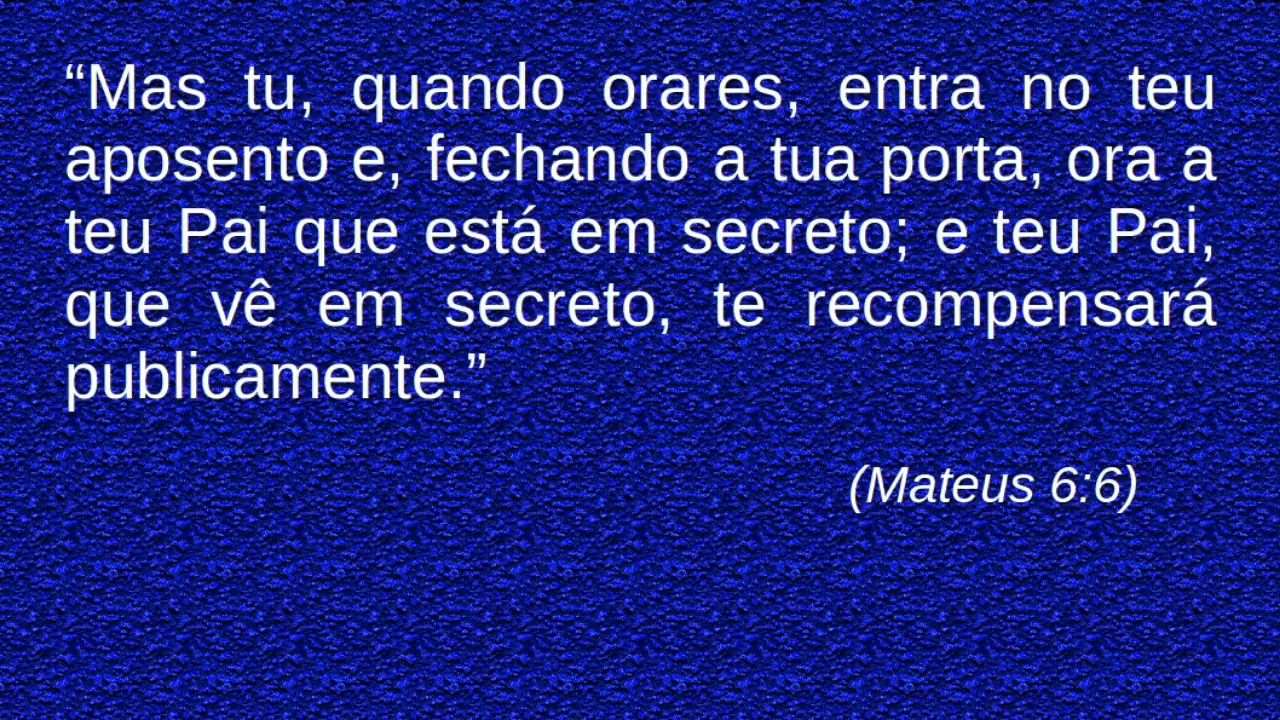 “Mas tu, quando orares, entra no teu
aposento e, fechando a tua porta, ora a
teu Pai que está em secreto; e teu Pai,
que vê em secreto, te recompensará
publicamente.”
(Mateus 6:6)